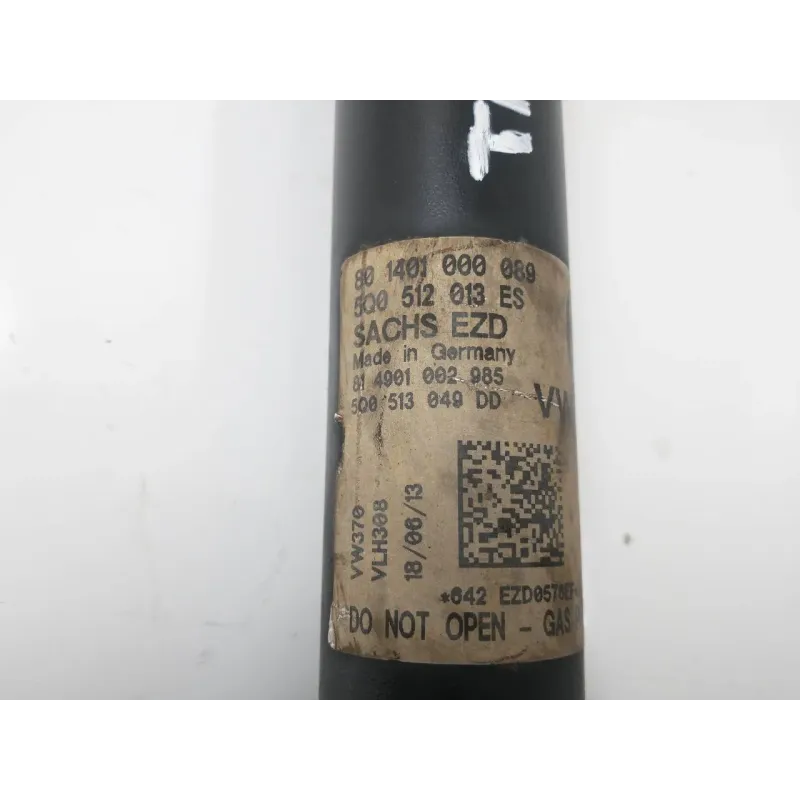 80 1401 000 089
5Q0 512 013 ES
SACHS EZD
Made in Germany
81 4901 002 985
5Q0 513 049 DD
VW
VW370
VLH308
18/06/13
*642
DO NOT OPEN - GAS